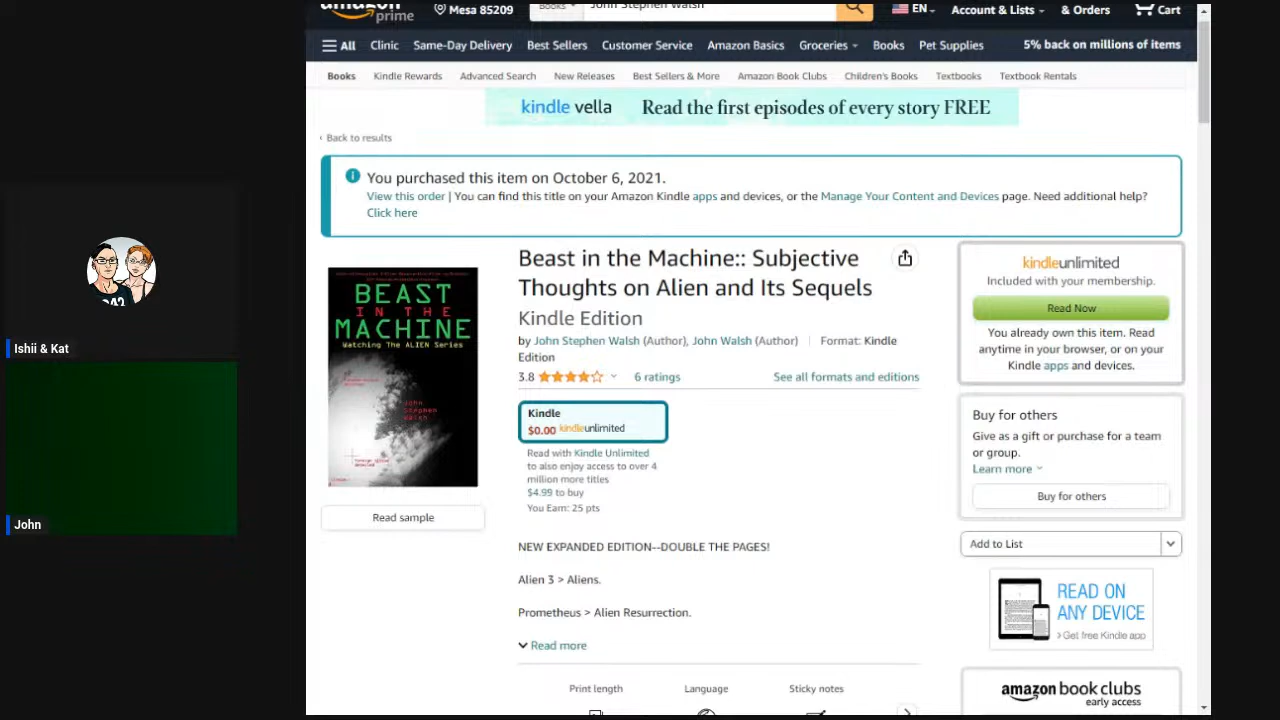 amazon
prime
Mesa 85209
Books
John Stephen Walsh
EN
Account & Lists
& Orders
Cart
All
Clinic
Same-Day Delivery
Best Sellers
Customer Service
Amazon Basics
Groceries
Books
Pet Supplies
5% back on millions of items
Books
Kindle Rewards
Advanced Search
New Releases
Best Sellers & More
Amazon Book Clubs
Children's Books
Textbooks
Textbook Rentals
kindle vella Read the first episodes of every story FREE
‹ Back to results
You purchased this item on October 6, 2021.
View this order | You can find this title on your Amazon Kindle apps and devices, or the Manage Your Content and Devices page. Need additional help?
Click here
Ishii & Kat
John
BEAST
IN THE
MACHINE
Watching The ALIEN Series
John
Stephen
Walsh
Read sample
Beast in the Machine:: Subjective
Thoughts on Alien and Its Sequels
Kindle Edition
by John Stephen Walsh (Author), John Walsh (Author) | Format: Kindle
Edition
3.8
6 ratings
See all formats and editions
Kindle
$0.00 kindleunlimited
Read with Kindle Unlimited
to also enjoy access to over 4
million more titles
$4.99 to buy
You Earn: 25 pts
NEW EXPANDED EDITION--DOUBLE THE PAGES!
Alien 3 > Aliens.
Prometheus > Alien Resurrection.
Read more
Print length
Language
Sticky notes
kindleunlimited
Included with your membership.
Read Now
You already own this item. Read
anytime in your browser, or on your
Kindle apps and devices.
Buy for others
Give as a gift or purchase for a team
or group.
Learn more
Buy for others
Add to List
READ ON
ANY DEVICE
› Get free Kindle app
amazon book clubs
early access